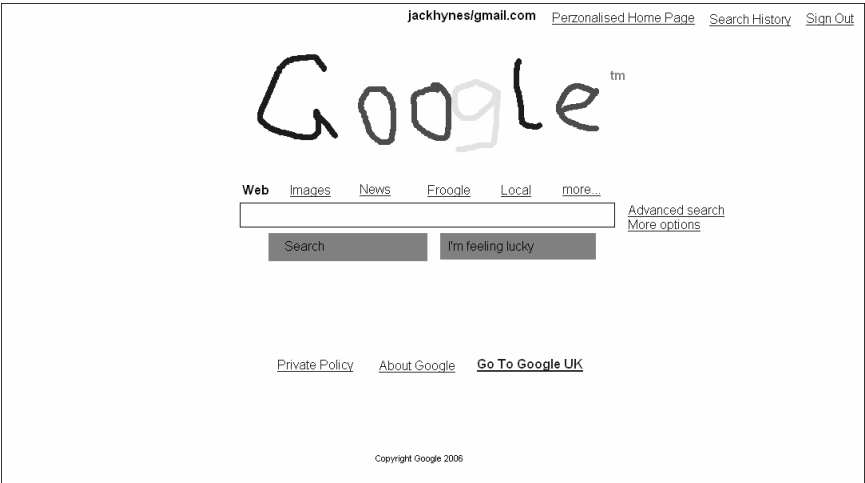 jackhynes/gmail.com Perzonalised Home Page Search History Sign Out
Google tm
Web Images News Froogle Local more...
Advanced search
More options
Search I'm feeling lucky
Private Policy About Google Go To Google UK
Copyright Google 2006